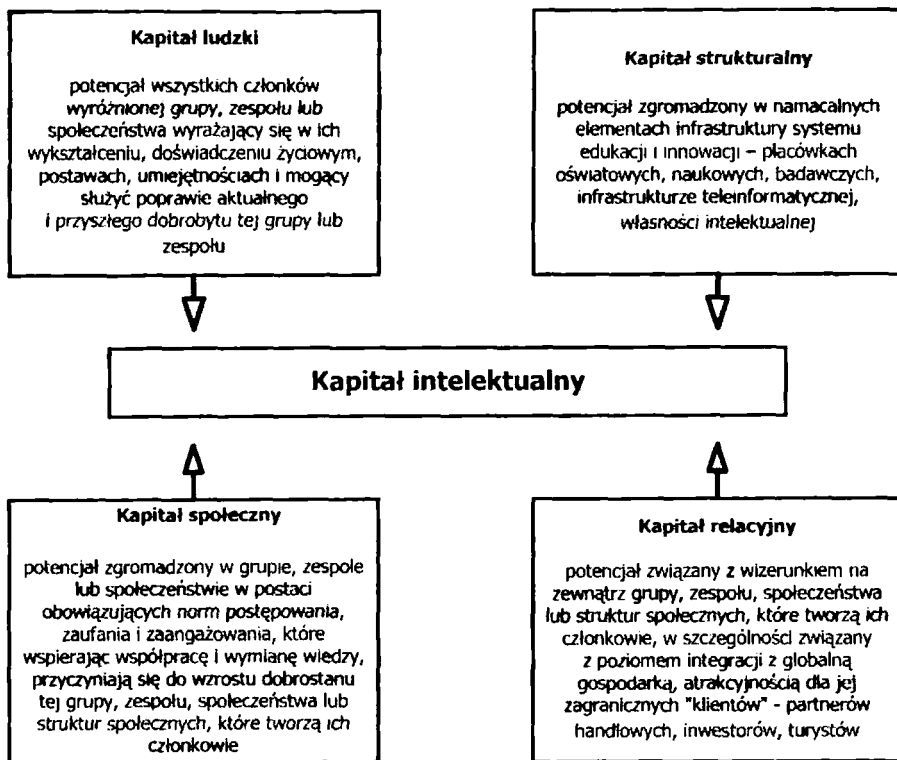 Kapitał ludzki
potencjał wszystkich członków
wyróżnionej grupy, zespołu lub
społeczeństwa wyrażający się w ich
wykształceniu, doświadczeniu życiowym,
postawach, umiejętnościach i mogący
służyć poprawie aktualnego
i przyszłego dobrobytu tej grupy lub
zespołu
Kapitał strukturalny
potencjał zgromadzony w namacalnych
elementach infrastruktury systemu
edukacji i innowacji – placówkach
oświatowych, naukowych, badawczych,
infrastrukturze teleinformatycznej,
własności intelektualnej
Kapitał intelektualny
Kapitał społeczny
potencjał zgromadzony w grupie, zespole
lub społeczeństwie w postaci
obowiązujących norm postępowania,
zaufania i zaangażowania, które
wspierając współpracę i wymianę wiedzy,
przyczyniają się do wzrostu dobrostanu
tej grupy, zespołu, społeczeństwa lub
struktur społecznych, które tworzą ich
członkowie
Kapitał relacyjny
potencjał związany z wizerunkiem na
zewnątrz grupy, zespołu, społeczeństwa
lub struktur społecznych, które tworzą ich
członkowie, w szczególności związany
z poziomem integracji z globalną
gospodarką, atrakcyjnością dla jej
zagranicznych "klientów" - partnerów
handlowych, inwestorów, turystów